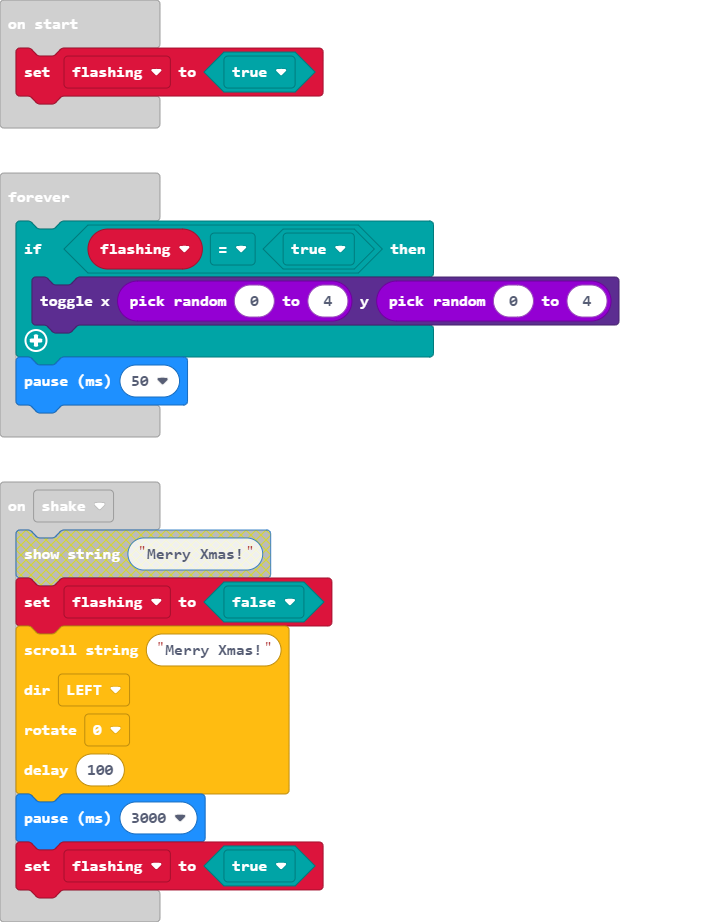 on start
set flashing to true
forever
if flashing = true then
toggle x pick random 0 to 4 y pick random 0 to 4
pause (ms) 50
on shake
show string "Merry Xmas!"
set flashing to false
scroll string "Merry Xmas!"
dir LEFT
rotate 0
delay 100
pause (ms) 3000
set flashing to true